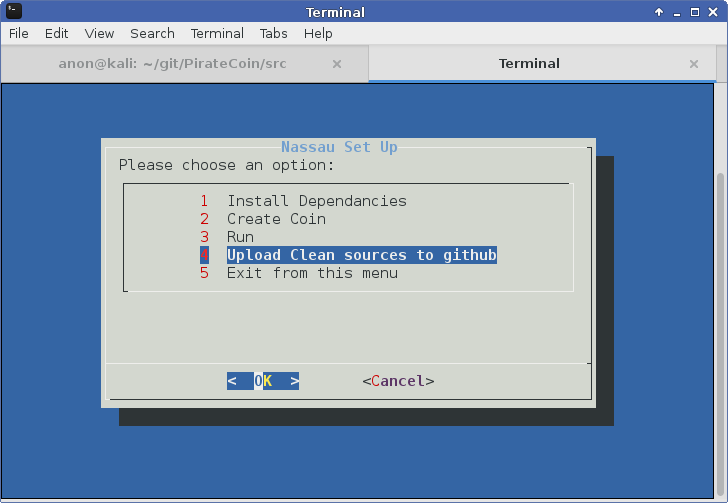 Terminal
File Edit View Search Terminal Tabs Help
anon@kali: ~/git/PirateCoin/src × Terminal ×
Nassau Set Up
Please choose an option:
1 Install Dependancies
2 Create Coin
3 Run
4 Upload Clean sources to github
5 Exit from this menu
< OK > <Cancel>